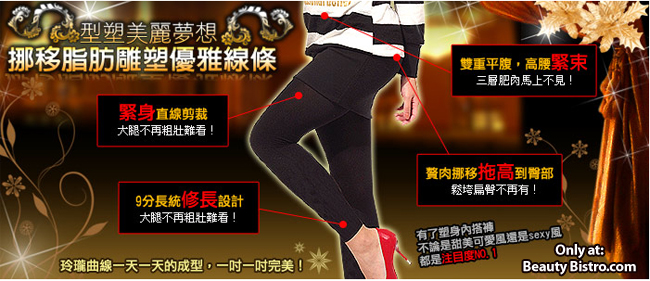 型塑美麗夢想
挪移脂肪雕塑優雅線條
雙重平腹，高腰緊束
三層肥肉馬上不見！
緊身直線剪裁
大腿不再粗壯難看！
贅肉挪移拖高到臀部
鬆垮扁臀不再有！
9分長統修長設計
大腿不再粗壯難看！
有了塑身內搭褲
不論是甜美可愛風還是sexy風
都是注目度NO.1
玲瓏曲線一天一天的成型，一吋一吋完美！
Only at:
Beauty Bistro.com